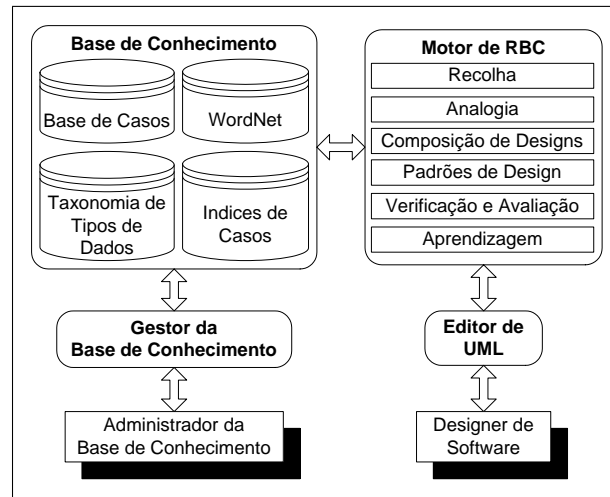 Base de Conhecimento
Base de Casos
WordNet
Taxonomia de
Tipos de
Dados
Indices de
Casos
Motor de RBC
Recolha
Analogia
Composição de Designs
Padrões de Design
Verificação e Avaliação
Aprendizagem
Gestor da
Base de Conhecimento
Editor de
UML
Administrador da
Base de Conhecimento
Designer de
Software